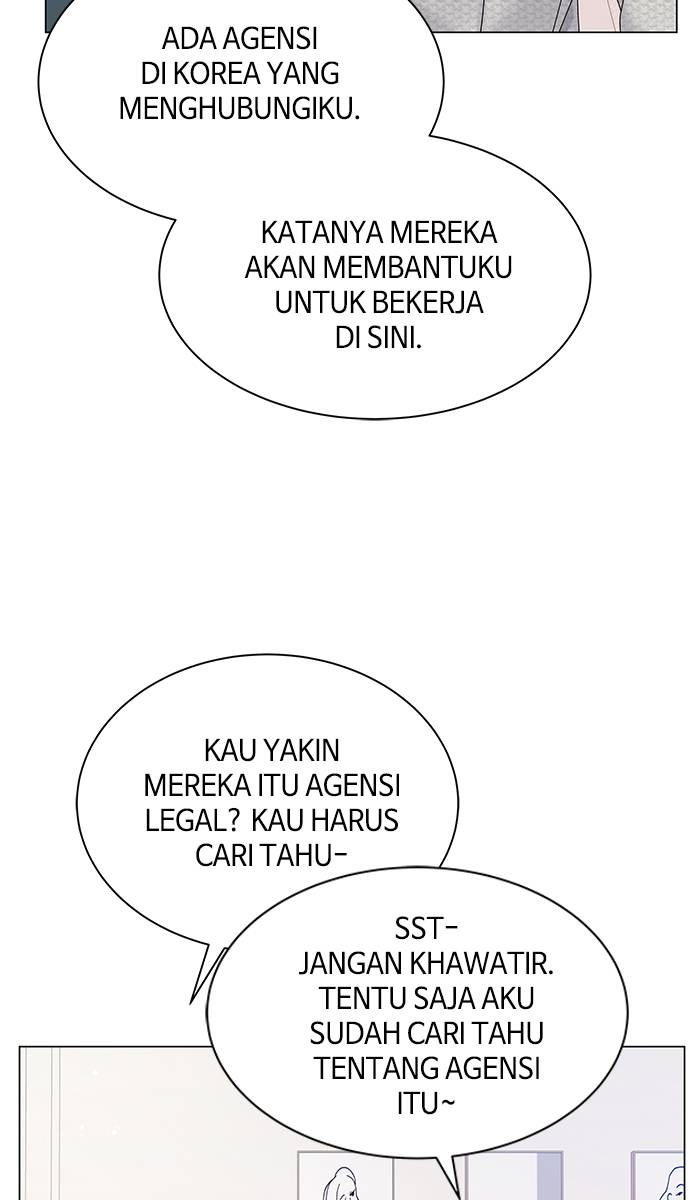 ADA AGENSI
DI KOREA YANG
MENGHUBUNGIKU.
KATANYA MEREKA
AKAN MEMBANTUKU
UNTUK BEKERJA
DI SINI.
KAU YAKIN
MEREKA ITU AGENSI
LEGAL? KAU HARUS
CARI TAHU-
SST-
JANGAN KHAWATIR.
TENTU SAJA AKU
SUDAH CARI TAHU
TENTANG AGENSI
ITU~